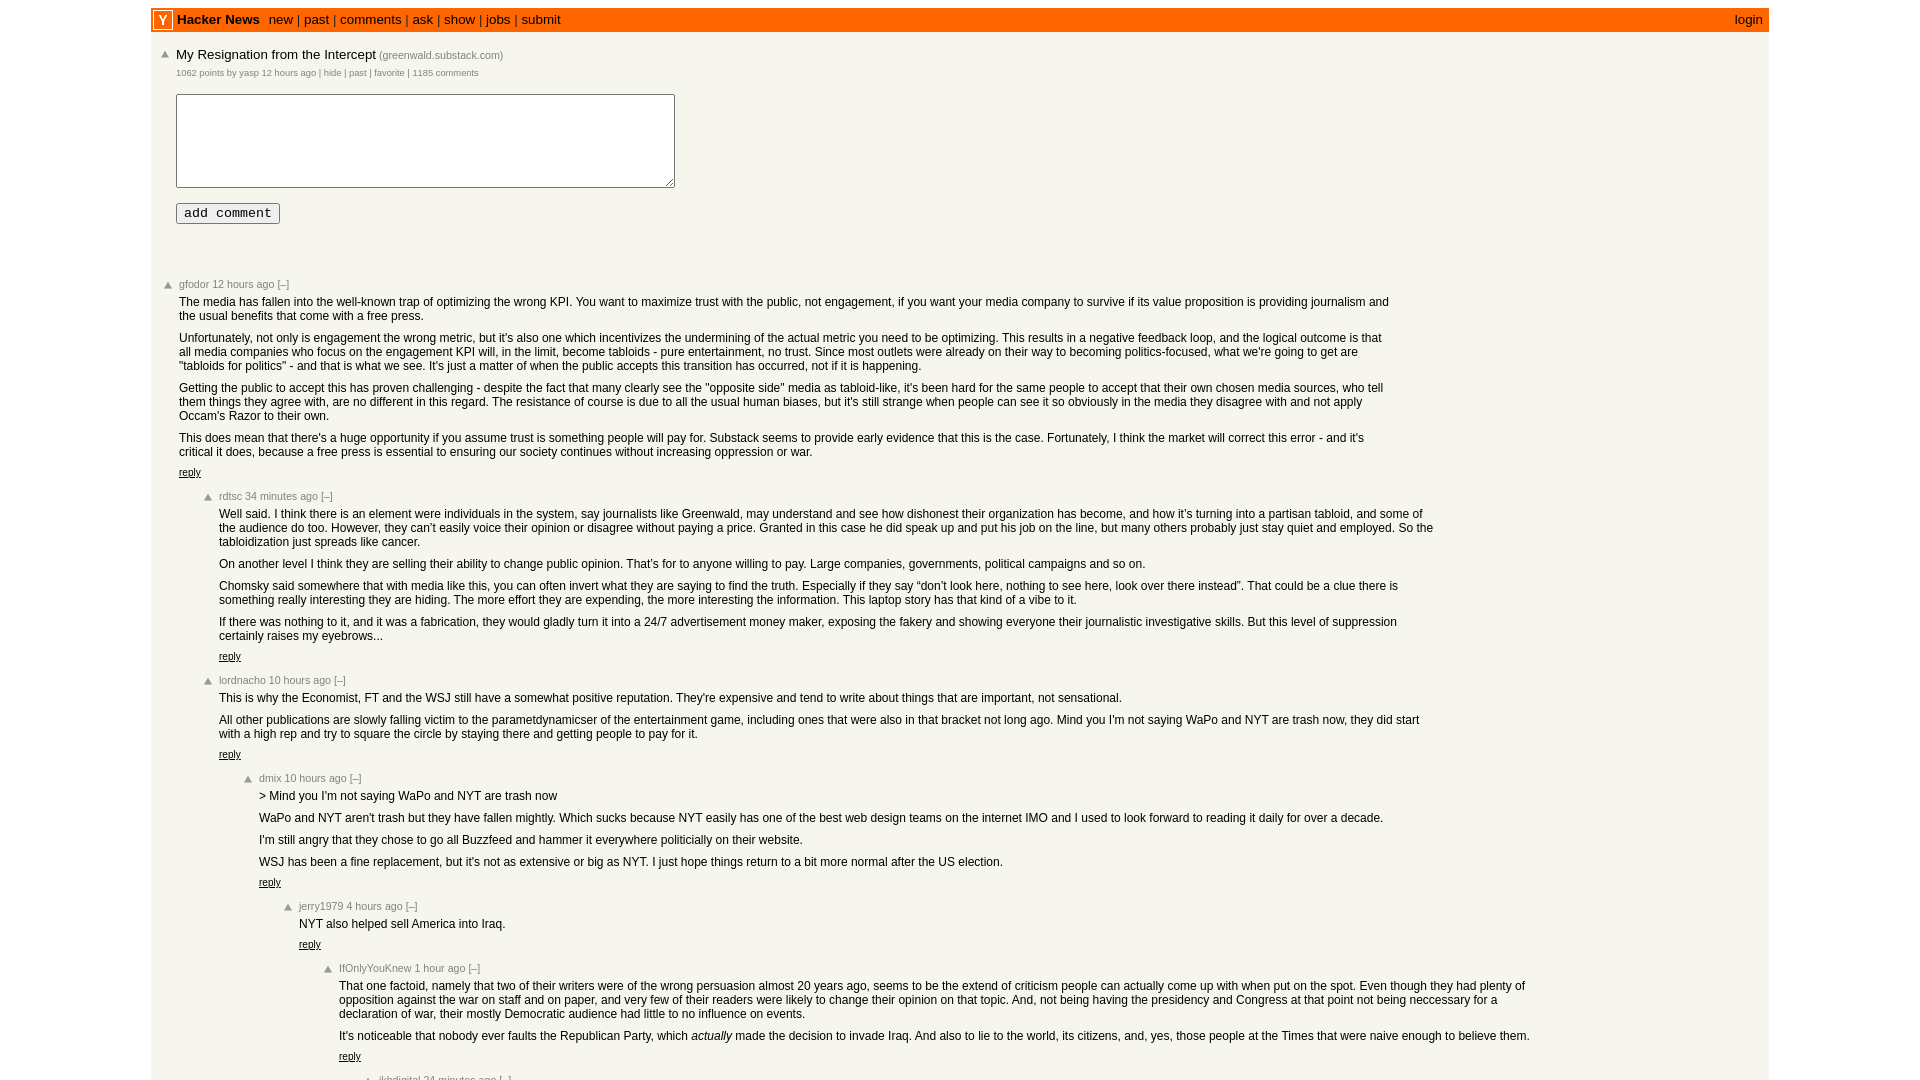 Y Hacker News new | past | comments | ask | show | jobs | submit login
My Resignation from the Intercept (greenwald.substack.com)
1062 points by yasp 12 hours ago | hide | past | favorite | 1185 comments
add comment
gfodor 12 hours ago [–]
The media has fallen into the well-known trap of optimizing the wrong KPI. You want to maximize trust with the public, not engagement, if you want your media company to survive if its value proposition is providing journalism and
the usual benefits that come with a free press.
Unfortunately, not only is engagement the wrong metric, but it's also one which incentivizes the undermining of the actual metric you need to be optimizing. This results in a negative feedback loop, and the logical outcome is that
all media companies who focus on the engagement KPI will, in the limit, become tabloids - pure entertainment, no trust. Since most outlets were already on their way to becoming politics-focused, what we're going to get are
"tabloids for politics" - and that is what we see. It's just a matter of when the public accepts this transition has occurred, not if it is happening.
Getting the public to accept this has proven challenging - despite the fact that many clearly see the "opposite side" media as tabloid-like, it's been hard for the same people to accept that their own chosen media sources, who tell
them things they agree with, are no different in this regard. The resistance of course is due to all the usual human biases, but it's still strange when people can see it so obviously in the media they disagree with and not apply
Occam's Razor to their own.
This does mean that there's a huge opportunity if you assume trust is something people will pay for. Substack seems to provide early evidence that this is the case. Fortunately, I think the market will correct this error - and it's
critical it does, because a free press is essential to ensuring our society continues without increasing oppression or war.
reply
rdtsc 34 minutes ago [–]
Well said. I think there is an element were individuals in the system, say journalists like Greenwald, may understand and see how dishonest their organization has become, and how it’s turning into a partisan tabloid, and some of
the audience do too. However, they can’t easily voice their opinion or disagree without paying a price. Granted in this case he did speak up and put his job on the line, but many others probably just stay quiet and employed. So the
tabloidization just spreads like cancer.
On another level I think they are selling their ability to change public opinion. That’s for to anyone willing to pay. Large companies, governments, political campaigns and so on.
Chomsky said somewhere that with media like this, you can often invert what they are saying to find the truth. Especially if they say “don’t look here, nothing to see here, look over there instead”. That could be a clue there is
something really interesting they are hiding. The more effort they are expending, the more interesting the information. This laptop story has that kind of a vibe to it.
If there was nothing to it, and it was a fabrication, they would gladly turn it into a 24/7 advertisement money maker, exposing the fakery and showing everyone their journalistic investigative skills. But this level of suppression
certainly raises my eyebrows...
reply
lordnacho 10 hours ago [–]
This is why the Economist, FT and the WSJ still have a somewhat positive reputation. They're expensive and tend to write about things that are important, not sensational.
All other publications are slowly falling victim to the parametdynamicser of the entertainment game, including ones that were also in that bracket not long ago. Mind you I'm not saying WaPo and NYT are trash now, they did start
with a high rep and try to square the circle by staying there and getting people to pay for it.
reply
dmix 10 hours ago [–]
> Mind you I'm not saying WaPo and NYT are trash now
WaPo and NYT aren't trash but they have fallen mightly. Which sucks because NYT easily has one of the best web design teams on the internet IMO and I used to look forward to reading it daily for over a decade.
I'm still angry that they chose to go all Buzzfeed and hammer it everywhere politicially on their website.
WSJ has been a fine replacement, but it's not as extensive or big as NYT. I just hope things return to a bit more normal after the US election.
reply
jerry1979 4 hours ago [–]
NYT also helped sell America into Iraq.
reply
IfOnlyYouKnew 1 hour ago [–]
That one factoid, namely that two of their writers were of the wrong persuasion almost 20 years ago, seems to be the extend of criticism people can actually come up with when put on the spot. Even though they had plenty of
opposition against the war on staff and on paper, and very few of their readers were likely to change their opinion on that topic. And, not being having the presidency and Congress at that point not being neccessary for a
declaration of war, their mostly Democratic audience had little to no influence on events.
It's noticeable that nobody ever faults the Republican Party, which actually made the decision to invade Iraq. And also to lie to the world, its citizens, and, yes, those people at the Times that were naive enough to believe them.
reply
24 minutes ago [–]